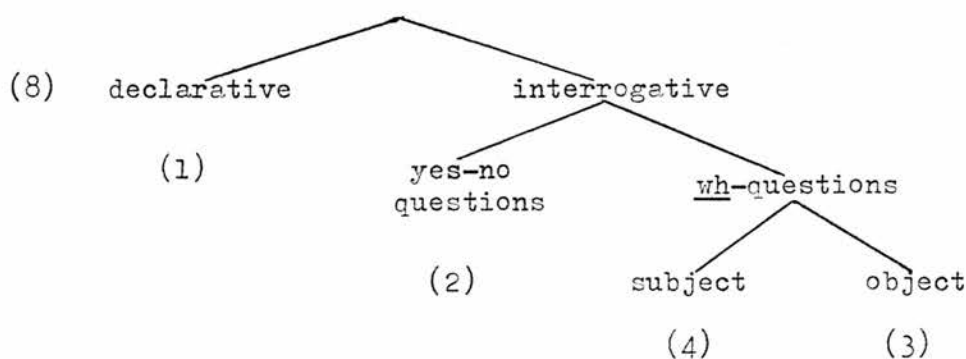 (8) declarative interrogative
(1) yes-no
questions wh-questions
(2) subject object
(4) (3)